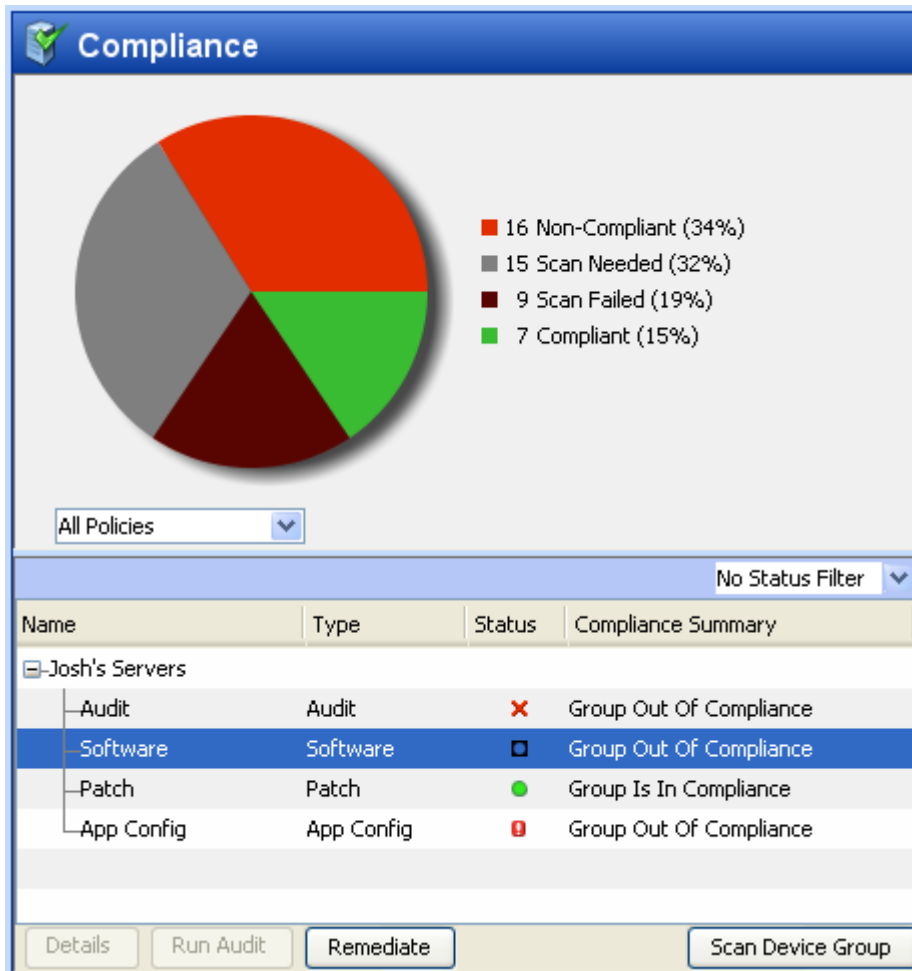 Compliance
16 Non-Compliant (34%)
15 Scan Needed (32%)
9 Scan Failed (19%)
7 Compliant (15%)
All Policies
No Status Filter
Name Type Status Compliance Summary
Josh's Servers
Audit Audit Group Out Of Compliance
Software Software Group Out Of Compliance
Patch Patch Group Is In Compliance
App Config App Config Group Out Of Compliance
Details Run Audit Remediate Scan Device Group